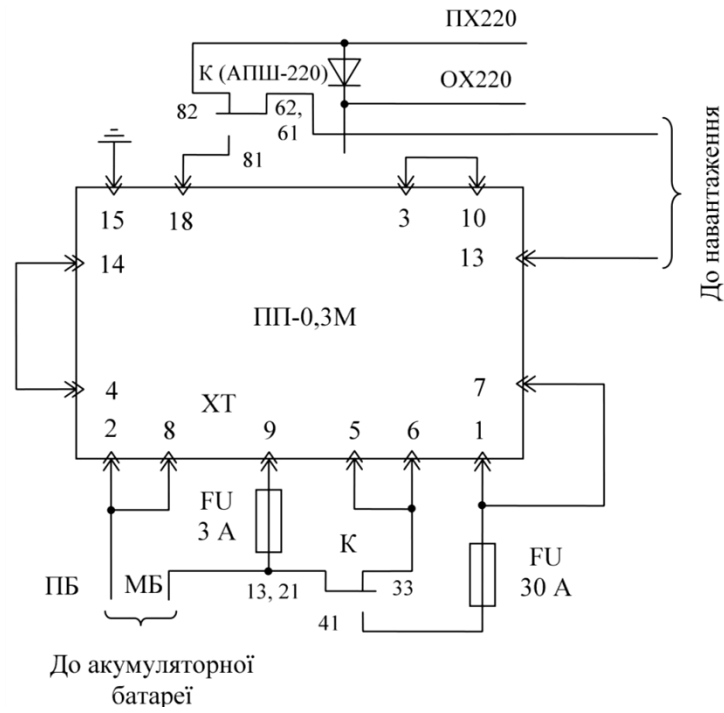 ПХ220
К (АПШ-220)
ОХ220
82
62,
61
81
15
18
3
10
14
13
До навантаження
ПП-0,3М
4
7
ХТ
2
8
9
5
6
1
FU
3 А
К
FU
30 А
ПБ
МБ
13, 21
33
41
До акумуляторної
батареї